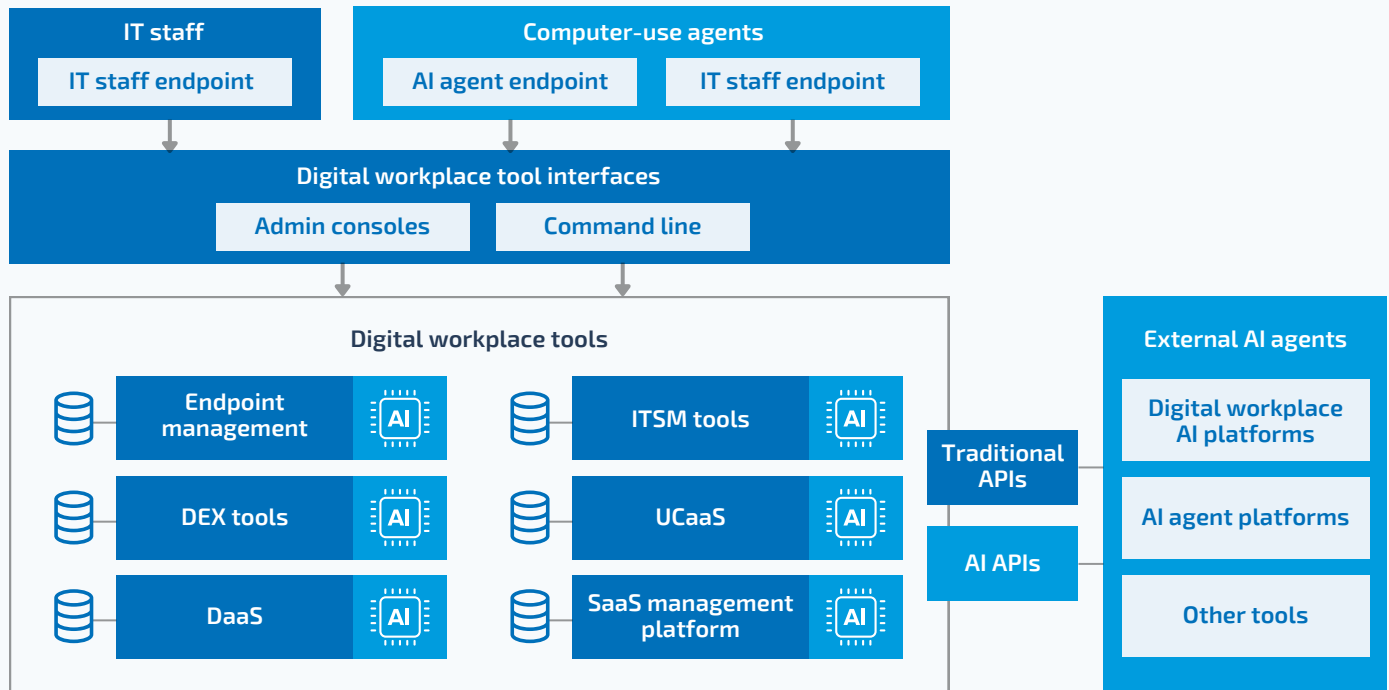 IT staff
IT staff endpoint
Computer-use agents
AI agent endpoint
IT staff endpoint
Digital workplace tool interfaces
Admin consoles
Command line
Digital workplace tools
Endpoint
management
AI
ITSM tools
AI
DEX tools
AI
UCaaS
AI
DaaS
AI
SaaS management
platform
AI
Traditional
APIs
AI APIs
External AI agents
Digital workplace
AI platforms
AI agent platforms
Other tools